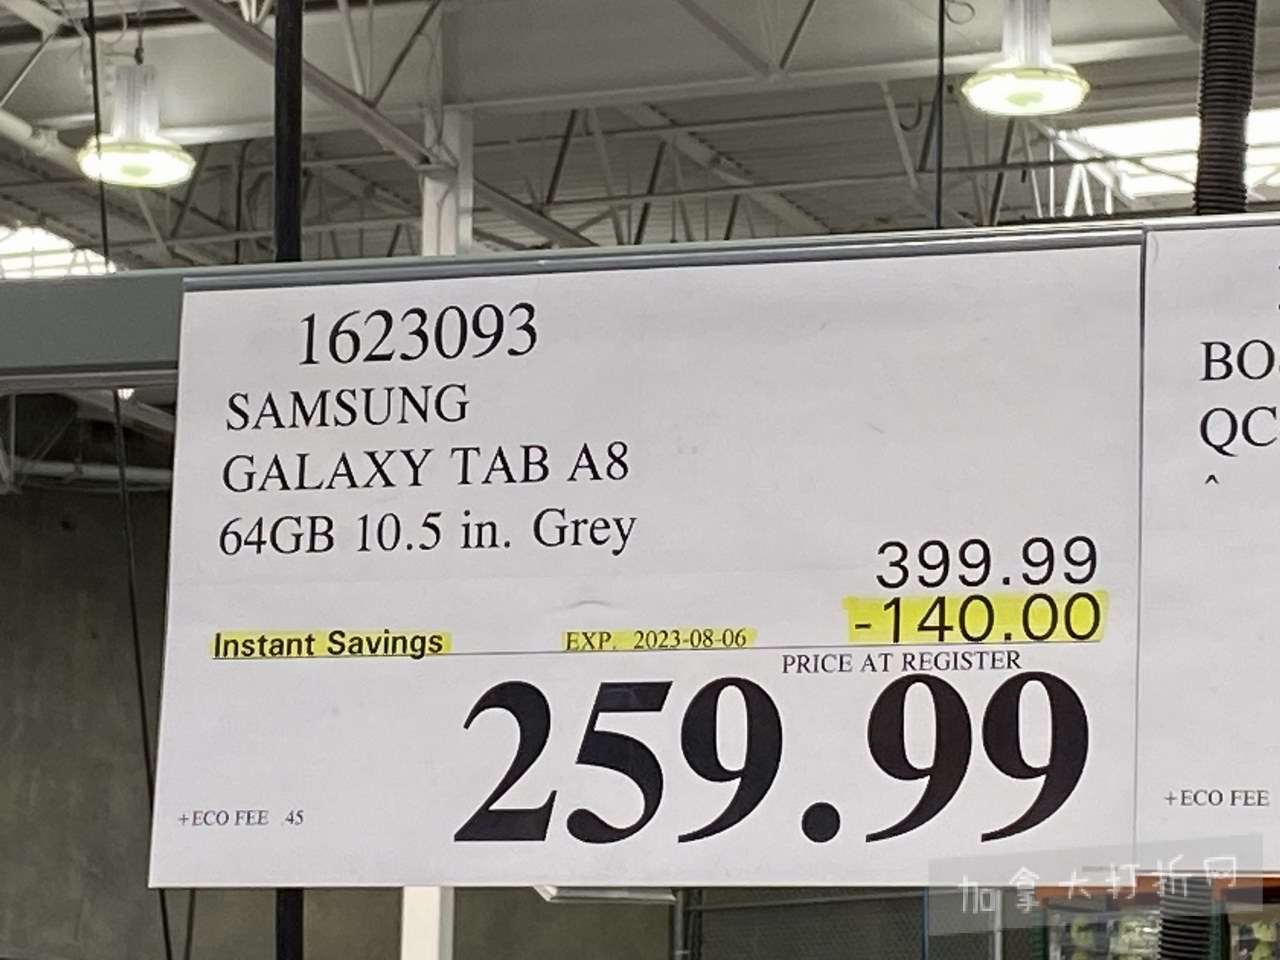 1623093
SAMSUNG
GALAXY TAB A8
64GB 10.5 in. Grey
399.99
Instant Savings EXP. 2023-08-06 -140.00
PRICE AT REGISTER
259.99
+ECO FEE .45
QC
^
+ECO FEE
加拿大打折网